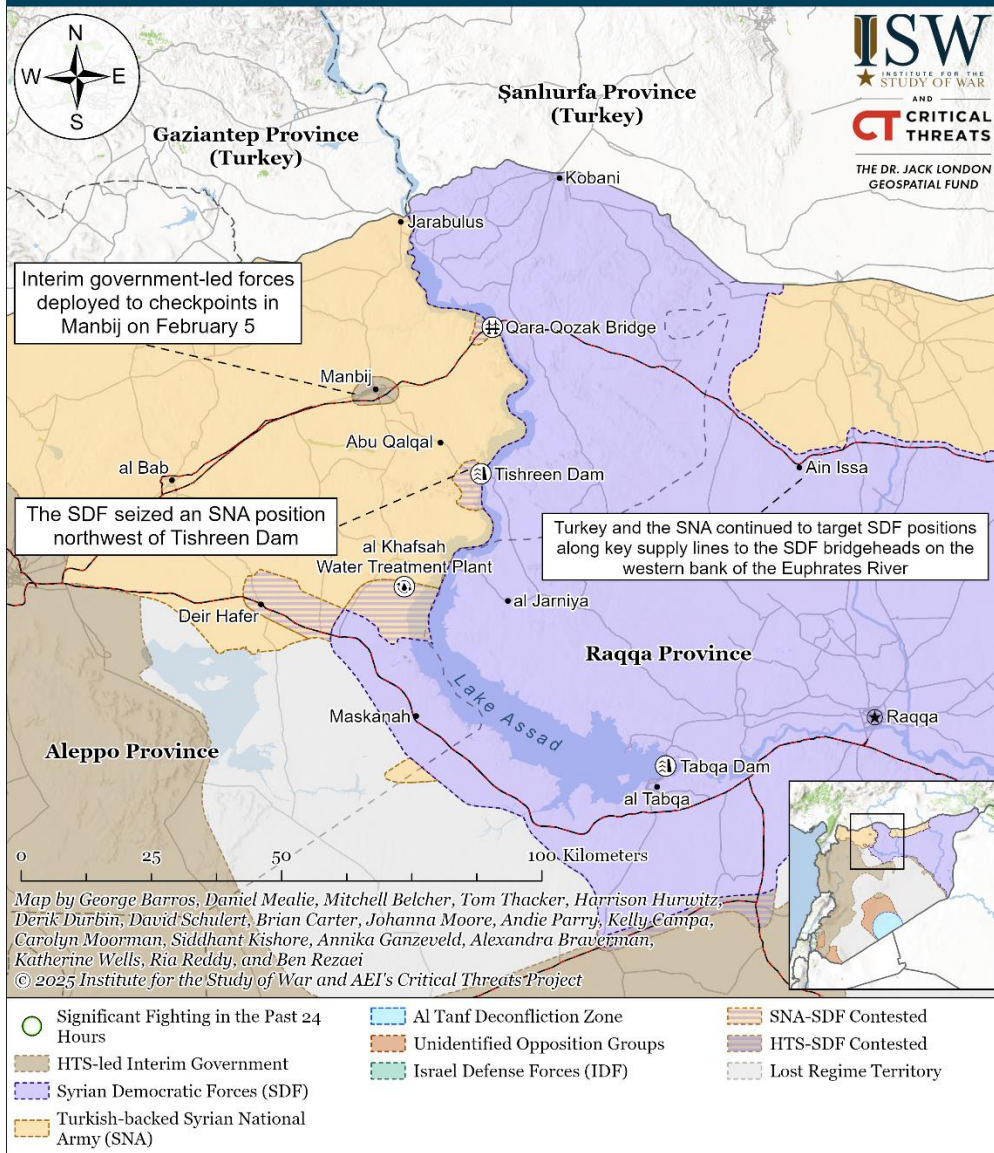 N
W
E
S
ISW
INSTITUTE FOR THE
STUDY OF WAR
AND
CT CRITICAL
THREATS
THE DR. JACK LONDON
GEOSPATIAL FUND
Şanlıurfa Province
(Turkey)
Gaziantep Province
(Turkey)
Kobani
Jarabulus
Interim government-led forces
deployed to checkpoints in
Manbij on February 5
Qara-Qozak Bridge
Manbij
Abu Qalqal
al Bab
Tishreen Dam
Ain Issa
The SDF seized an SNA position
northwest of Tishreen Dam
Turkey and the SNA continued to target SDF positions
along key supply lines to the SDF bridgeheads on the
western bank of the Euphrates River
al Khafsah
Water Treatment Plant
Deir Hafer
al Jarniya
Raqqa Province
Lake Assad
Maskanah
Raqqa
Aleppo Province
Tabqa Dam
al Tabqa
0 25 50 100 Kilometers
Map by George Barros, Daniel Mealie, Mitchell Belcher, Tom Thacker, Harrison Hurwitz,
Derik Durbin, David Schulert, Brian Carter, Johanna Moore, Andie Parry, Kelly Campa,
Carolyn Moorman, Siddhant Kishore, Annika Ganzeveld, Alexandra Braverman,
Katherine Wells, Ria Reddy, and Ben Rezaei
© 2025 Institute for the Study of War and AEI's Critical Threats Project
Significant Fighting in the Past 24
Hours
HTS-led Interim Government
Syrian Democratic Forces (SDF)
Turkish-backed Syrian National
Army (SNA)
Al Tanf Deconfliction Zone
Unidentified Opposition Groups
Israel Defense Forces (IDF)
SNA-SDF Contested
HTS-SDF Contested
Lost Regime Territory